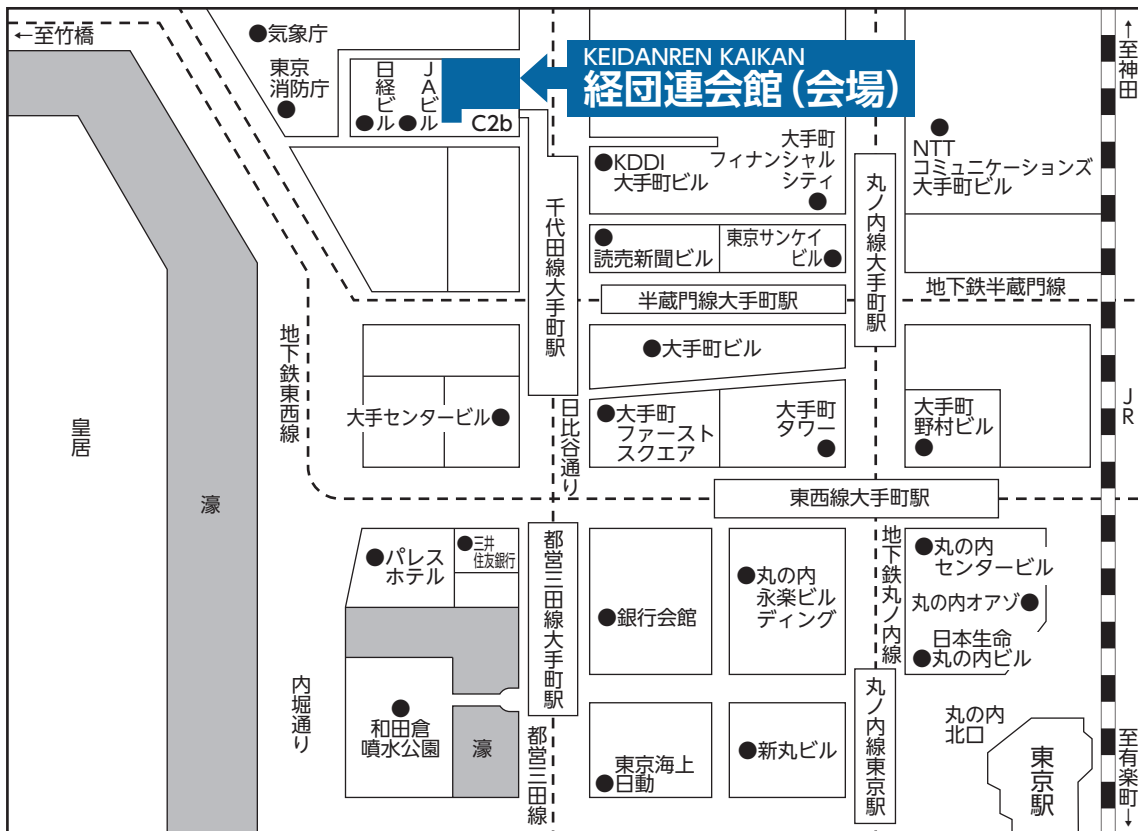 ←至竹橋
気象庁
東京
消防庁
日経ビル
JAビル
C2b
KEIDANREN KAIKAN
経団連会館(会場)
↑至神田
KDDI
大手町ビル
大手町
フィナンシャル
シティ
NTT
コミュニケーションズ
大手町ビル
千代田線大手町駅
丸ノ内線大手町駅
読売新聞ビル
東京サンケイ
ビル
地下鉄半蔵門線
半蔵門線大手町駅
地下鉄東西線
大手町ビル
皇居
大手センタービル
日比谷通り
大手町
ファースト
スクエア
大手町
タワー
大手町
野村ビル
JR
濠
東西線大手町駅
パレス
ホテル
三井
住友銀行
都営三田線大手町駅
銀行会館
丸の内
永楽ビル
ディング
地下鉄丸ノ内線
丸の内
センタービル
丸の内オアゾ
日本生命
丸の内ビル
内堀通り
和田倉
噴水公園
濠
都営三田線
東京海上
日動
新丸ビル
丸ノ内線東京駅
丸の内
北口
東京駅
至有楽町↓